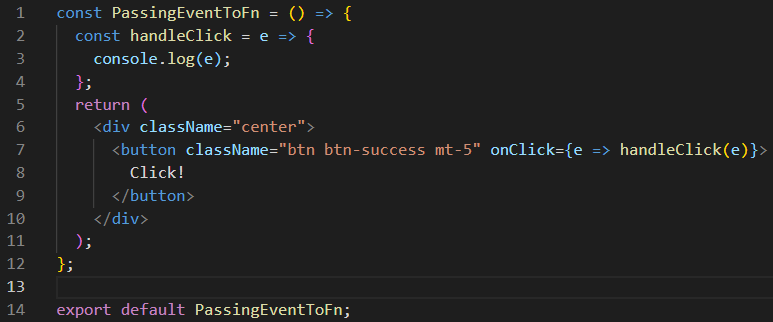 1 const PassingEventToFn = () => {
2   const handleClick = e => {
3     console.log(e);
4   };
5   return (
6     <div className="center">
7       <button className="btn btn-success mt-5" onClick={e => handleClick(e)}>
8         Click!
9       </button>
10     </div>
11   );
12 };
13
14 export default PassingEventToFn;